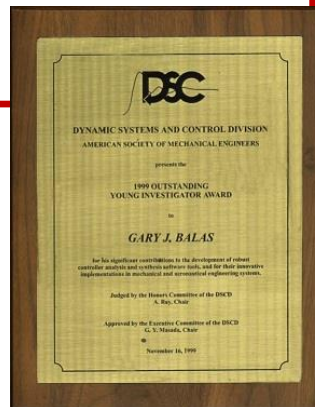 DSC
DYNAMIC SYSTEMS AND CONTROL DIVISION
AMERICAN SOCIETY OF MECHANICAL ENGINEERS
presents the
1999 OUTSTANDING
YOUNG INVESTIGATOR AWARD
to
GARY J. BALAS
for his significant contributions to the development of robust
controller analysis and synthesis software tools, and for their innovative
implementations in mechanical and aeronautical engineering systems.
Judged by the Honors Committee of the DSCD
A. Ray, Chair
Approved by the Executive Committee of the DSCD
G. Y. Masada, Chair
November 16, 1999